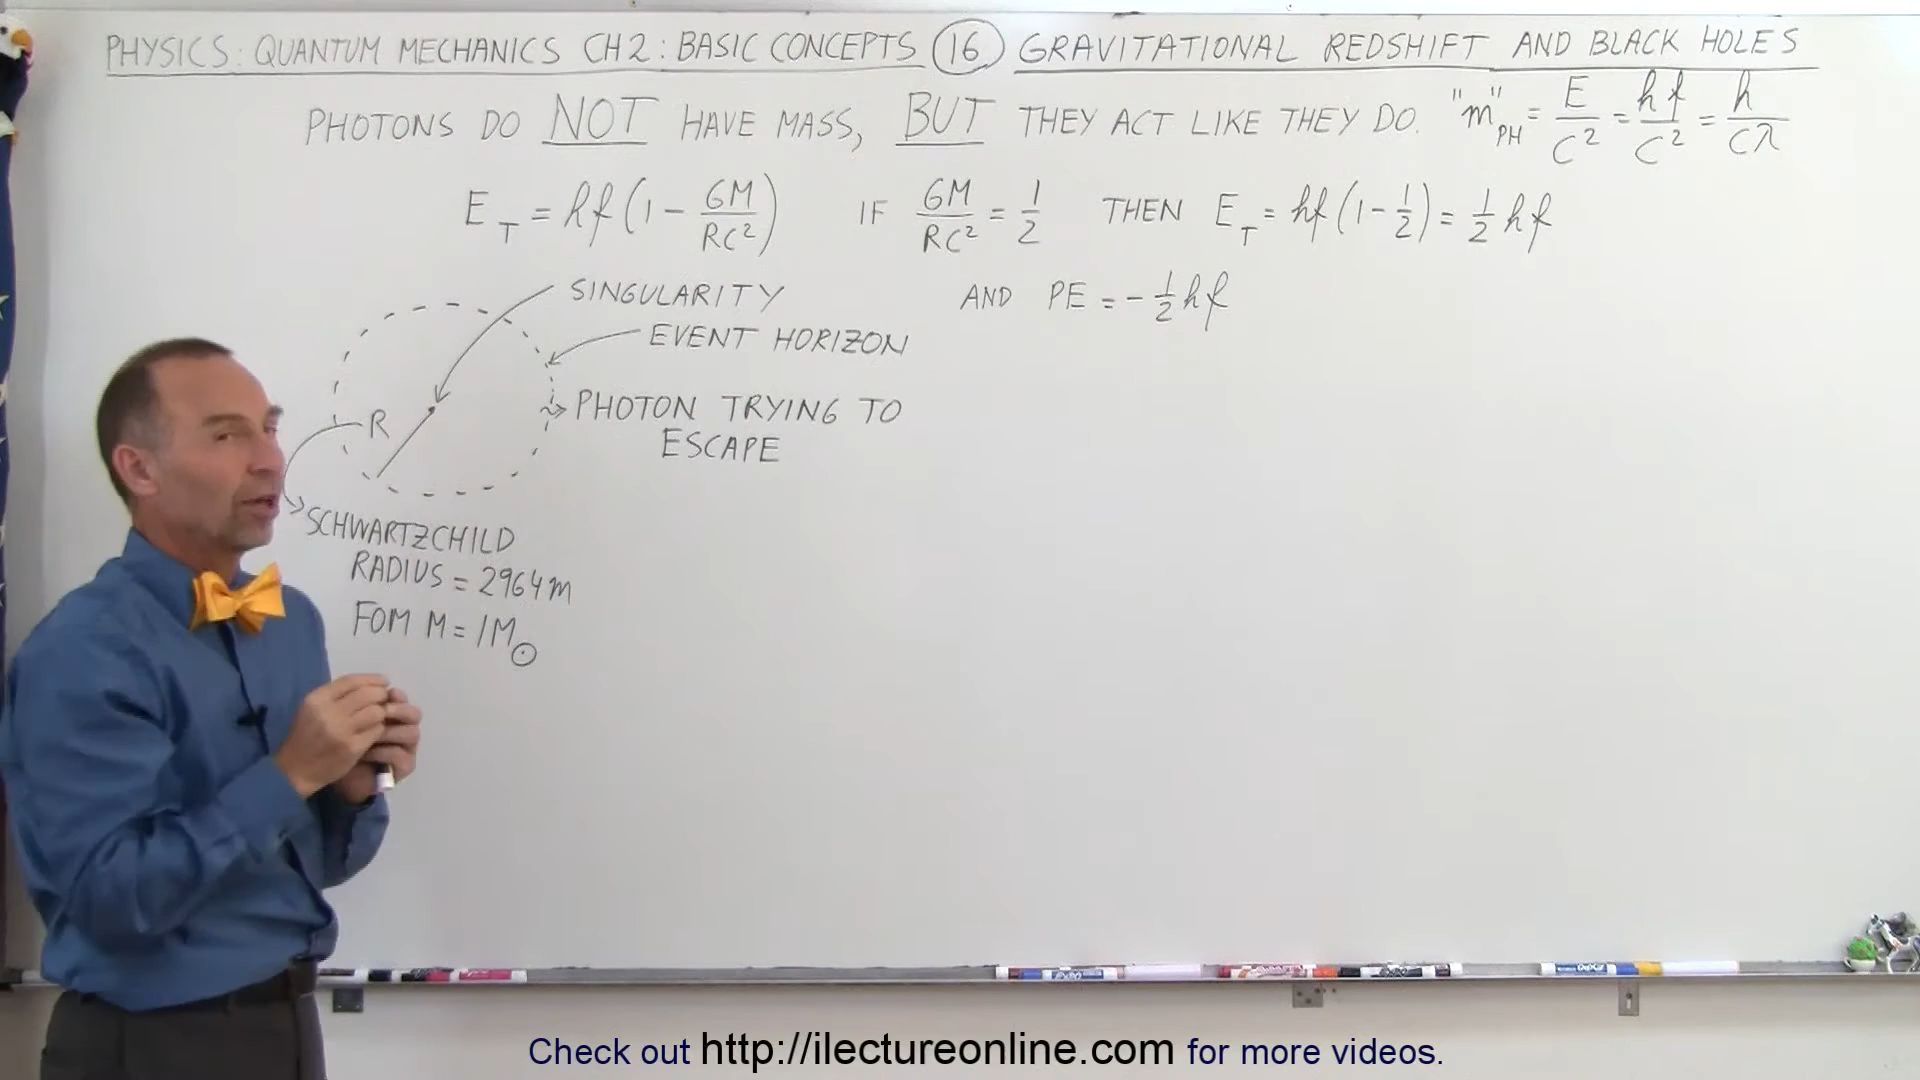 PHYSICS: QUANTUM MECHANICS CH2: BASIC CONCEPTS 16 GRAVITATIONAL REDSHIFT AND BLACK HOLES
PHOTONS DO NOT HAVE MASS, BUT THEY ACT LIKE THEY DO. "m"_PH = E/C² = hf/C² = h/Cλ
E_T = hf(1 - GM/RC²) IF GM/RC² = 1/2 THEN E_T = hf(1 - 1/2) = 1/2 hf
AND PE = - 1/2 hf
SINGULARITY
EVENT HORIZON
PHOTON TRYING TO
ESCAPE
R
SCHWARTZCHILD
RADIUS = 2964 m
FOM M = 1M☉
Check out http://ilectureonline.com for more videos.